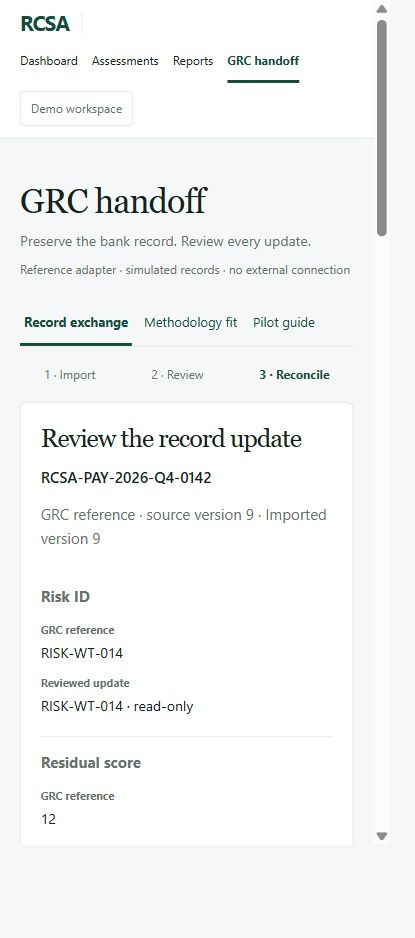 RCSA
Dashboard Assessments Reports GRC handoff
Demo workspace
GRC handoff
Preserve the bank record. Review every update.
Reference adapter · simulated records · no external connection
Record exchange Methodology fit Pilot guide
1 · Import 2 · Review 3 · Reconcile
Review the record update
RCSA-PAY-2026-Q4-0142
GRC reference · source version 9 · Imported
version 9
Risk ID
GRC reference
RISK-WT-014
Reviewed update
RISK-WT-014 · read-only
Residual score
GRC reference
12